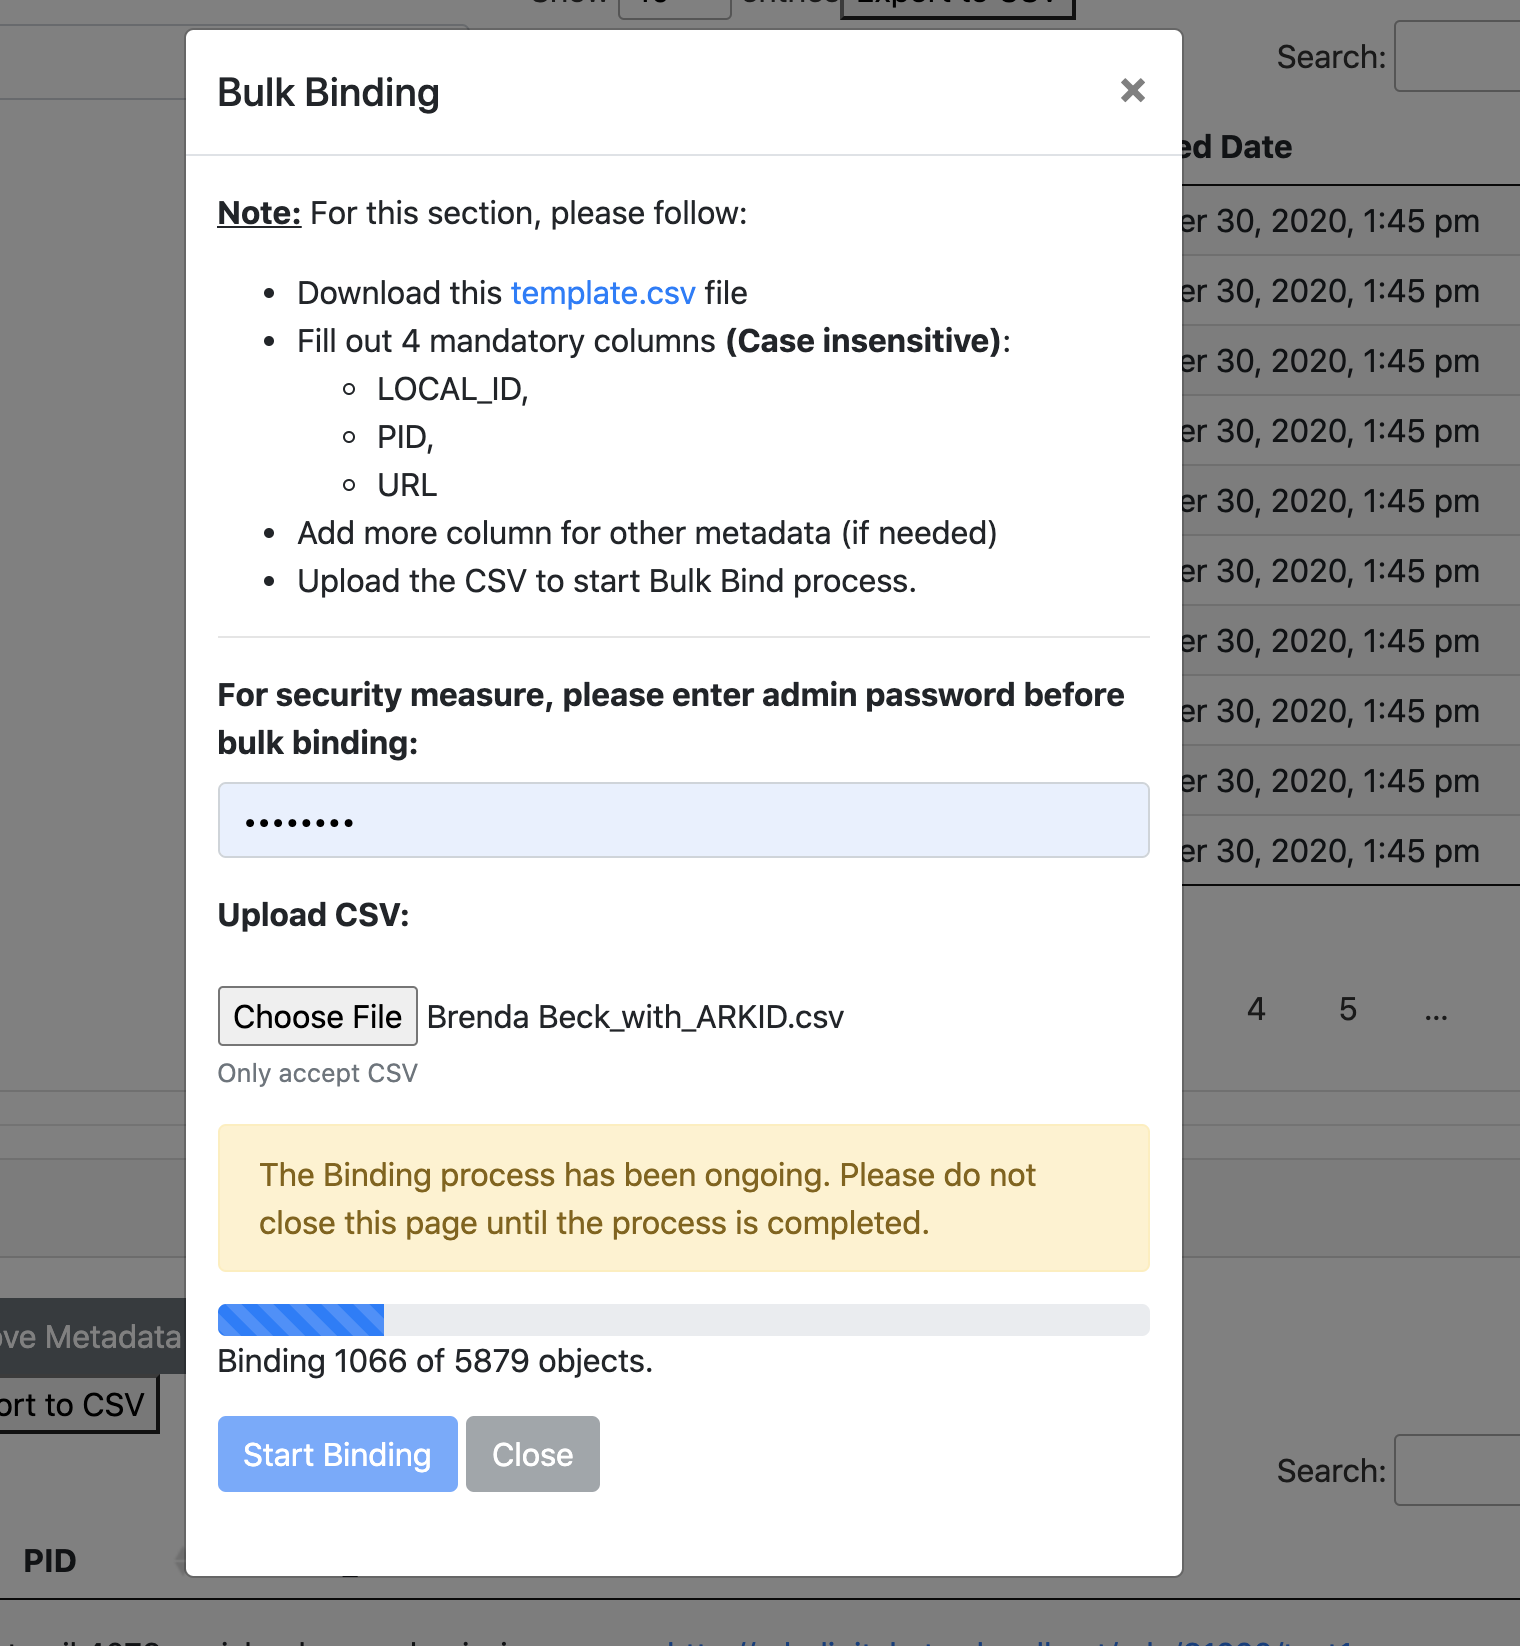 entries
Search:
Bulk Binding
ed Date
Note: For this section, please follow:
er 30, 2020, 1:45 pm
Download this template.csv file
er 30, 2020, 1:45 pm
Fill out 4 mandatory columns (Case insensitive):
er 30, 2020, 1:45 pm
LOCAL_ID,
PID,
er 30, 2020, 1:45 pm
URL
er 30, 2020, 1:45 pm
Add more column for other metadata (if needed)
er 30, 2020, 1:45 pm
Upload the CSV to start Bulk Bind process.
er 30, 2020, 1:45 pm
For security measure, please enter admin password before
bulk binding:
er 30, 2020, 1:45 pm
er 30, 2020, 1:45 pm
••••••••
er 30, 2020, 1:45 pm
Upload CSV:
Choose File Brenda Beck_with_ARKID.csv
4 5 ...
Only accept CSV
The Binding process has been ongoing. Please do not
close this page until the process is completed.
ove Metadata
Binding 1066 of 5879 objects.
ort to CSV
Start Binding Close
Search:
PID